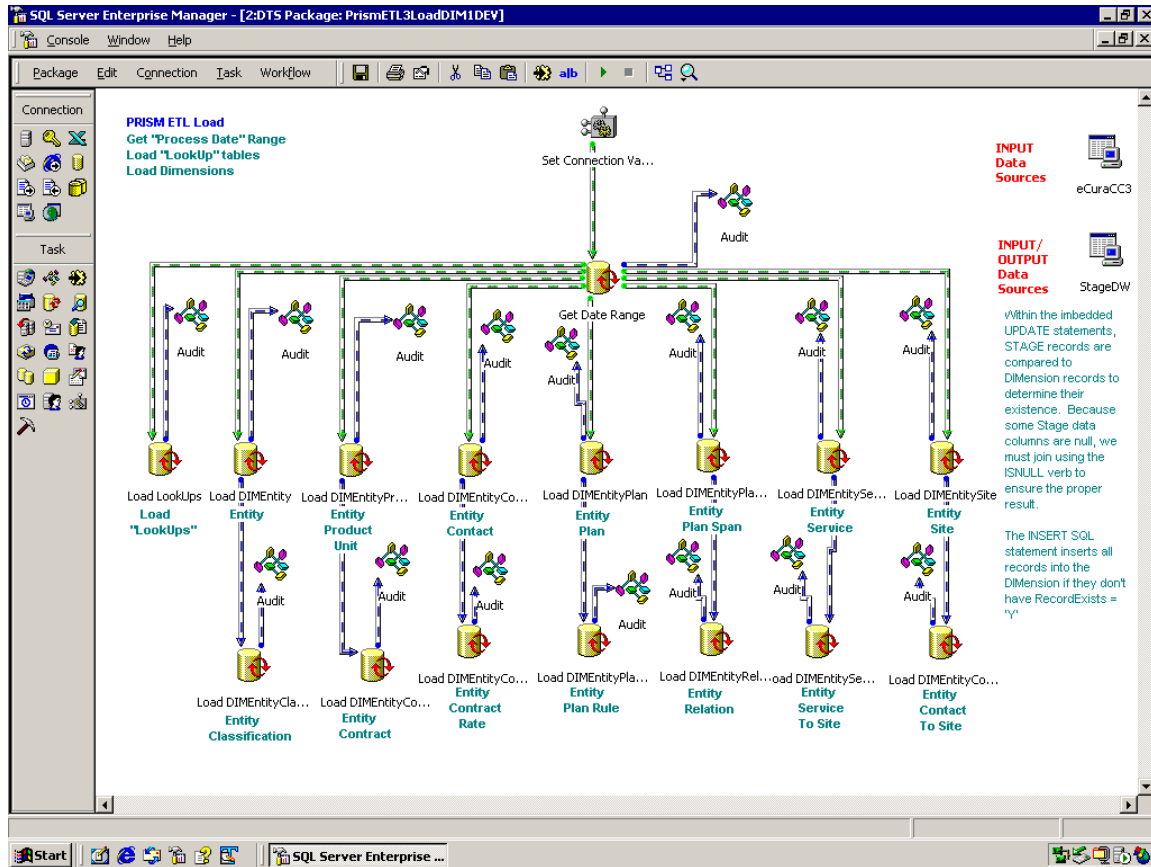 SQL Server Enterprise Manager - [2:DTS Package: PrismETL3LoadDIM1DEV]
Console Window Help
Package Edit Connection Task Workflow a|b
Connection
Task
PRISM ETL Load
Get "Process Date" Range
Load "LookUp" tables
Load Dimensions
Set Connection Va...
INPUT
Data
Sources
eCuraCC3
Audit
INPUT/
OUTPUT
Data
Sources
StageDW
Get Date Range
Audit
Audit
Audit
Audit
Audit
Audit
Audit
Audit
Within the imbedded
UPDATE statements,
STAGE records are
compared to
DIMension records to
determine their
existence. Because
some Stage data
columns are null, we
must join using the
ISNULL verb to
ensure the proper
result.
The INSERT SQL
statement inserts all
records into the
DIMension if they don't
have RecordExists =
'Y'
Load LookUps
Load
"LookUps"
Load DIMEntity
Entity
Load DIMEntityPr...
Entity
Product
Unit
Load DIMEntityCo...
Entity
Contact
Load DIMEntityPlan
Entity
Plan
Load DIMEntityPla...
Entity
Plan Span
Load DIMEntitySe...
Entity
Service
Load DIMEntitySite
Entity
Site
Audit
Audit
Audit
Audit
Audit
Audit
Audit
Load DIMEntityCla...
Entity
Classification
Load DIMEntityCo...
Entity
Contract
Load DIMEntityCo...
Entity
Contract
Rate
Load DIMEntityPla...
Entity
Plan Rule
Load DIMEntityRel...
Entity
Relation
oad DIMEntitySe...
Entity
Service
To Site
Load DIMEntityCo...
Entity
Contact
To Site
Start
SQL Server Enterprise ...